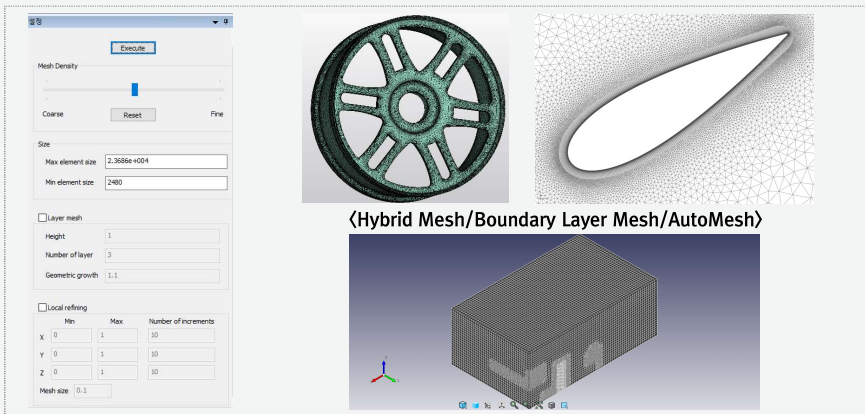 설정
Execute
Mesh Density
Coarse
Reset
Fine
Size
Max element size 2.3686e+004
Min element size 2480
Layer mesh
Height 1
Number of layer 3
Geometric growth 1.1
Local refining
Min Max Number of increments
X 0 1 10
Y 0 1 10
Z 0 1 10
Mesh size 0.1
〈Hybrid Mesh/Boundary Layer Mesh/AutoMesh〉